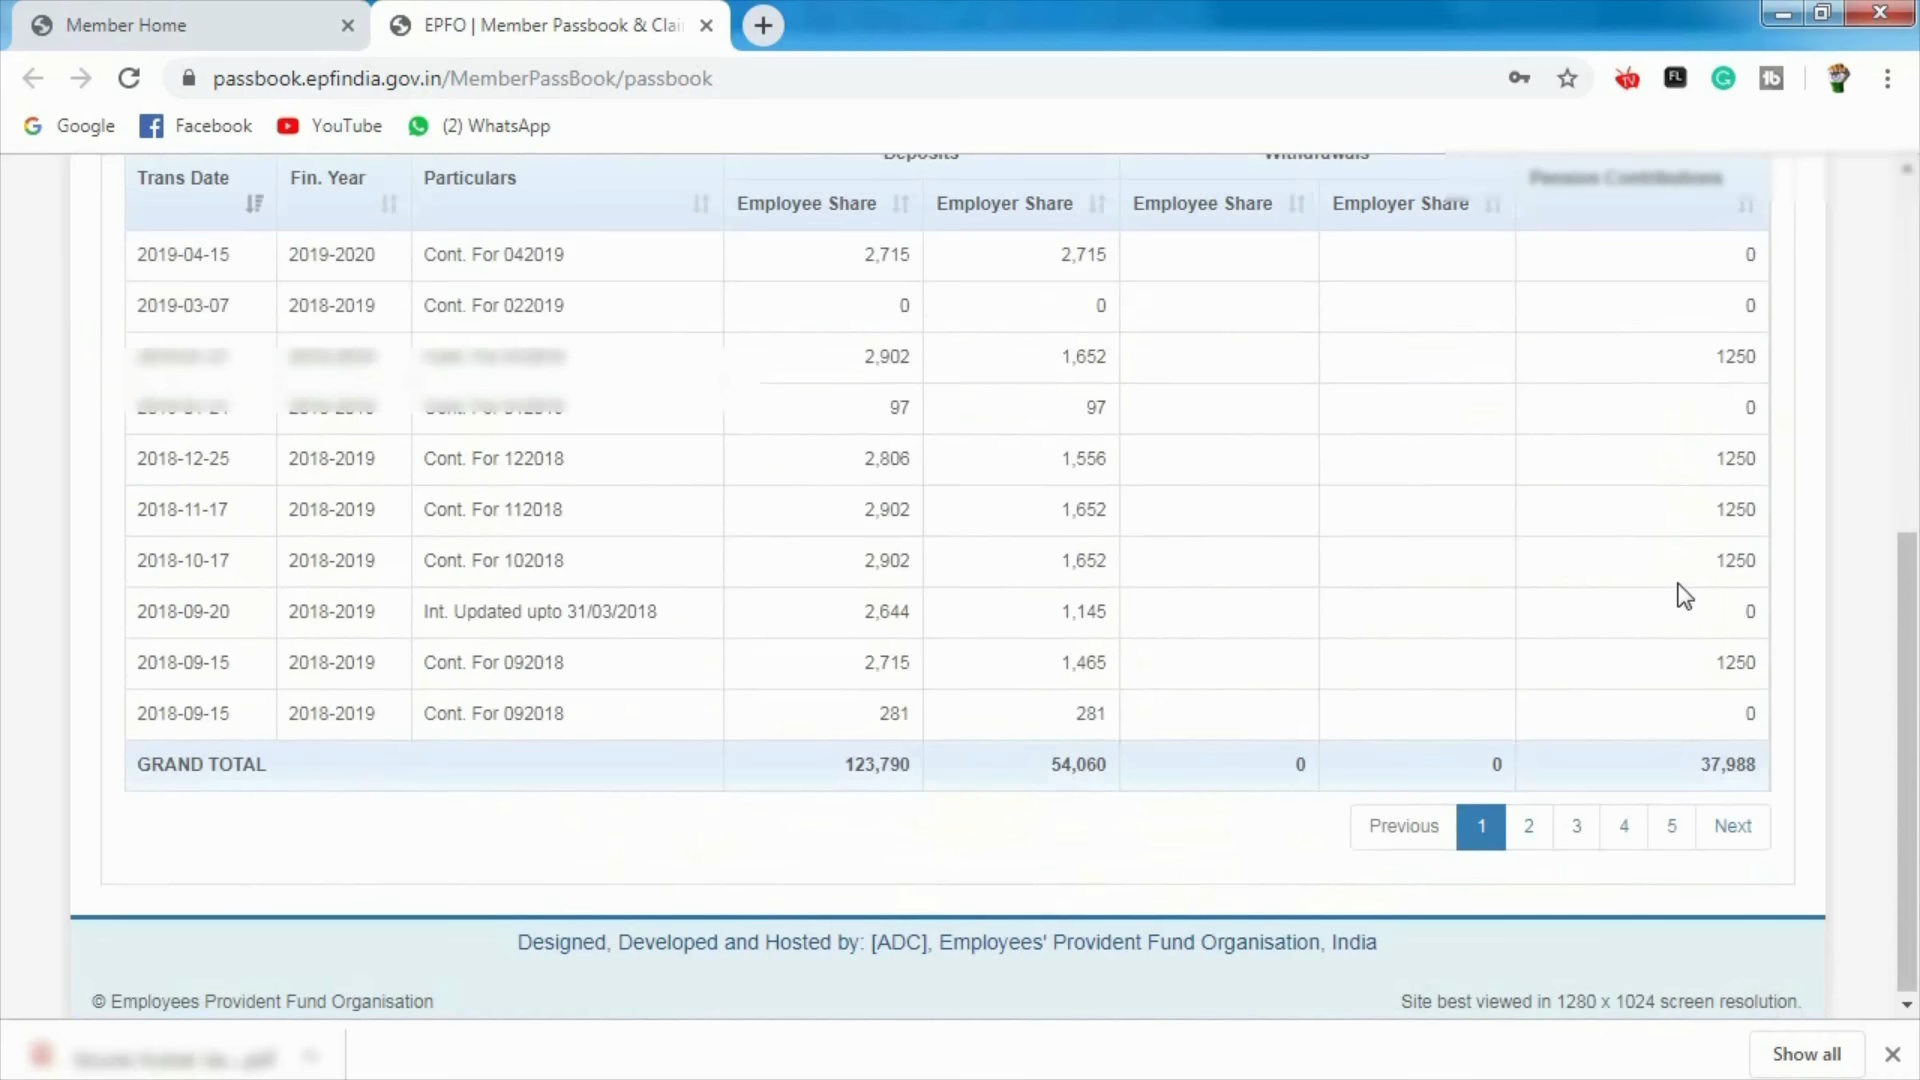 Member Home
EPFO | Member Passbook & Clai
passbook.epfindia.gov.in/MemberPassBook/passbook
Google Facebook YouTube (2) WhatsApp
Deposits Withdrawals
Trans Date Fin. Year Particulars Pension Contributions
Employee Share Employer Share Employee Share Employer Share
2019-04-15 2019-2020 Cont. For 042019 2,715 2,715 0
2019-03-07 2018-2019 Cont. For 022019 0 0 0
2,902 1,652 1250
97 97 0
2018-12-25 2018-2019 Cont. For 122018 2,806 1,556 1250
2018-11-17 2018-2019 Cont. For 112018 2,902 1,652 1250
2018-10-17 2018-2019 Cont. For 102018 2,902 1,652 1250
2018-09-20 2018-2019 Int. Updated upto 31/03/2018 2,644 1,145 0
2018-09-15 2018-2019 Cont. For 092018 2,715 1,465 1250
2018-09-15 2018-2019 Cont. For 092018 281 281 0
GRAND TOTAL 123,790 54,060 0 0 37,988
Previous 1 2 3 4 5 Next
Designed, Developed and Hosted by: [ADC], Employees' Provident Fund Organisation, India
© Employees Provident Fund Organisation Site best viewed in 1280 x 1024 screen resolution.
Show all